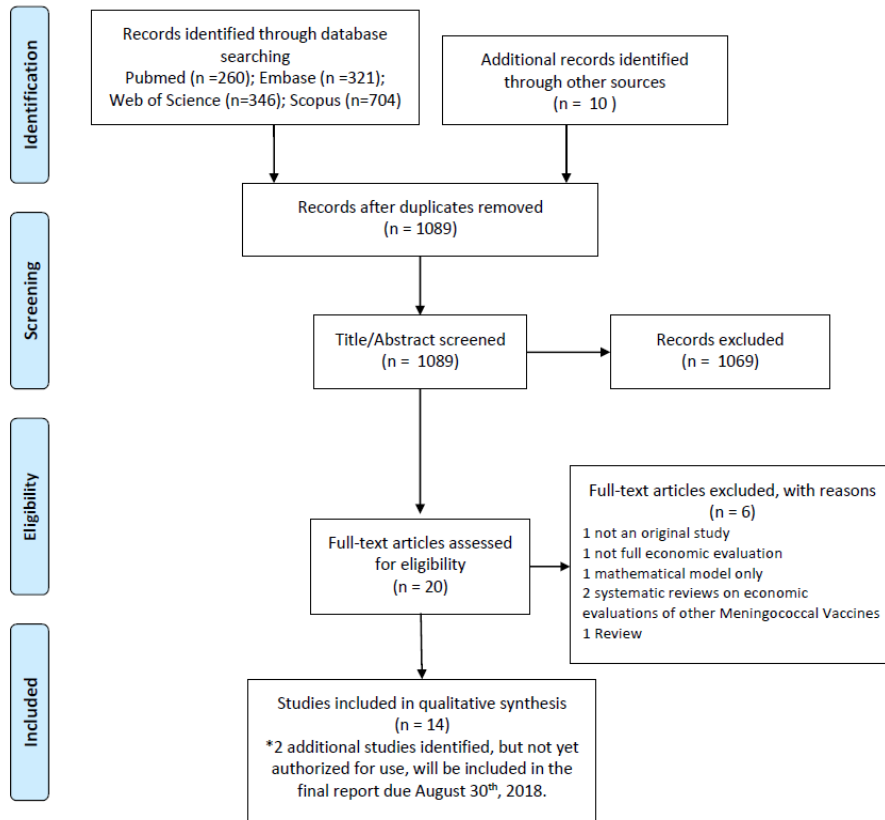 Identification
Records identified through database
searching
Pubmed (n =260); Embase (n =321);
Web of Science (n=346); Scopus (n=704)
Additional records identified
through other sources
(n = 10 )
Screening
Records after duplicates removed
(n = 1089)
Title/Abstract screened
(n = 1089)
Records excluded
(n = 1069)
Eligibility
Full-text articles assessed
for eligibility
(n = 20)
Full-text articles excluded, with reasons
(n = 6)
1 not an original study
1 not full economic evaluation
1 mathematical model only
2 systematic reviews on economic
evaluations of other Meningococcal Vaccines
1 Review
Included
Studies included in qualitative synthesis
(n = 14)
*2 additional studies identified, but not yet
authorized for use, will be included in the
final report due August 30th, 2018.